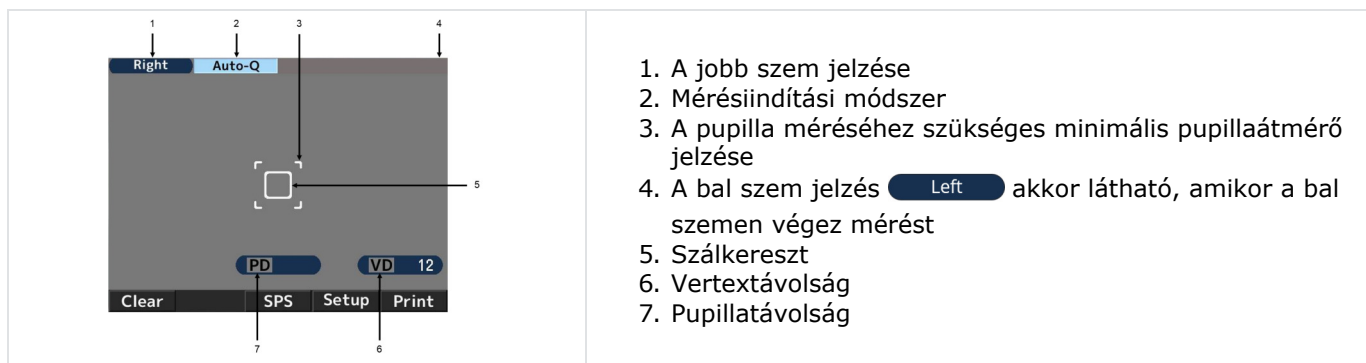 1 2 3 4
Right Auto-Q
5
PD VD 12
Clear SPS Setup Print
7 6
1. A jobb szem jelzése
2. Mérésiindítási módszer
3. A pupilla méréséhez szükséges minimális pupillaátmérő
jelzése
4. A bal szem jelzés Left akkor látható, amikor a bal
szemen végez mérést
5. Szálkereszt
6. Vertextávolság
7. Pupillatávolság